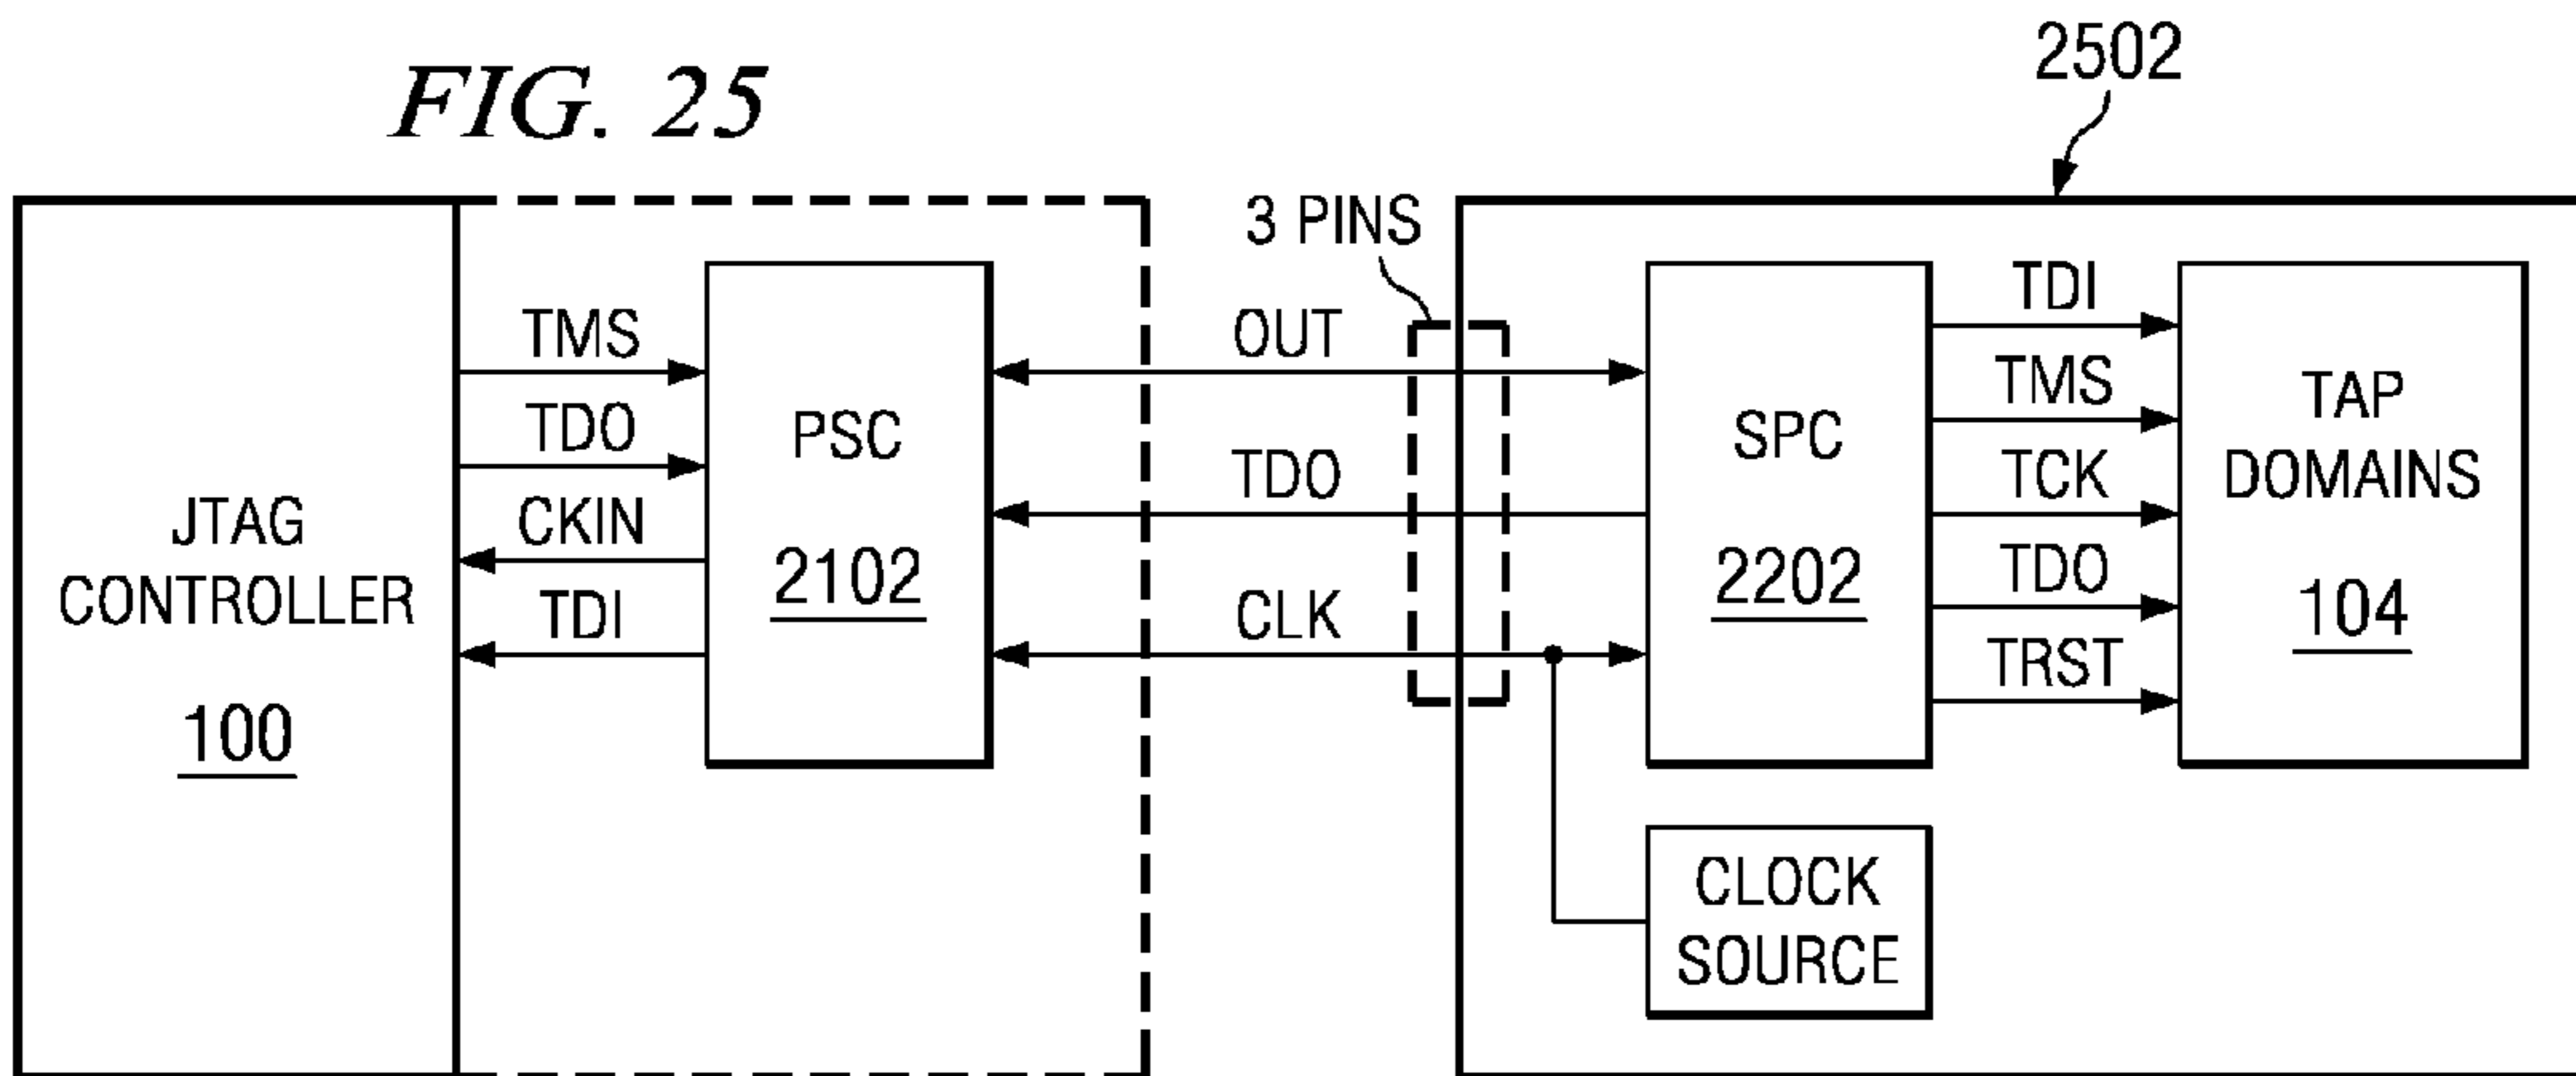 FIG. 25
2502
3 PINS
JTAG
CONTROLLER
100
TMS
TDO
CKIN
TDI
PSC
2102
OUT
TDO
CLK
SPC
2202
TDI
TMS
TCK
TDO
TRST
TAP
DOMAINS
104
CLOCK
SOURCE